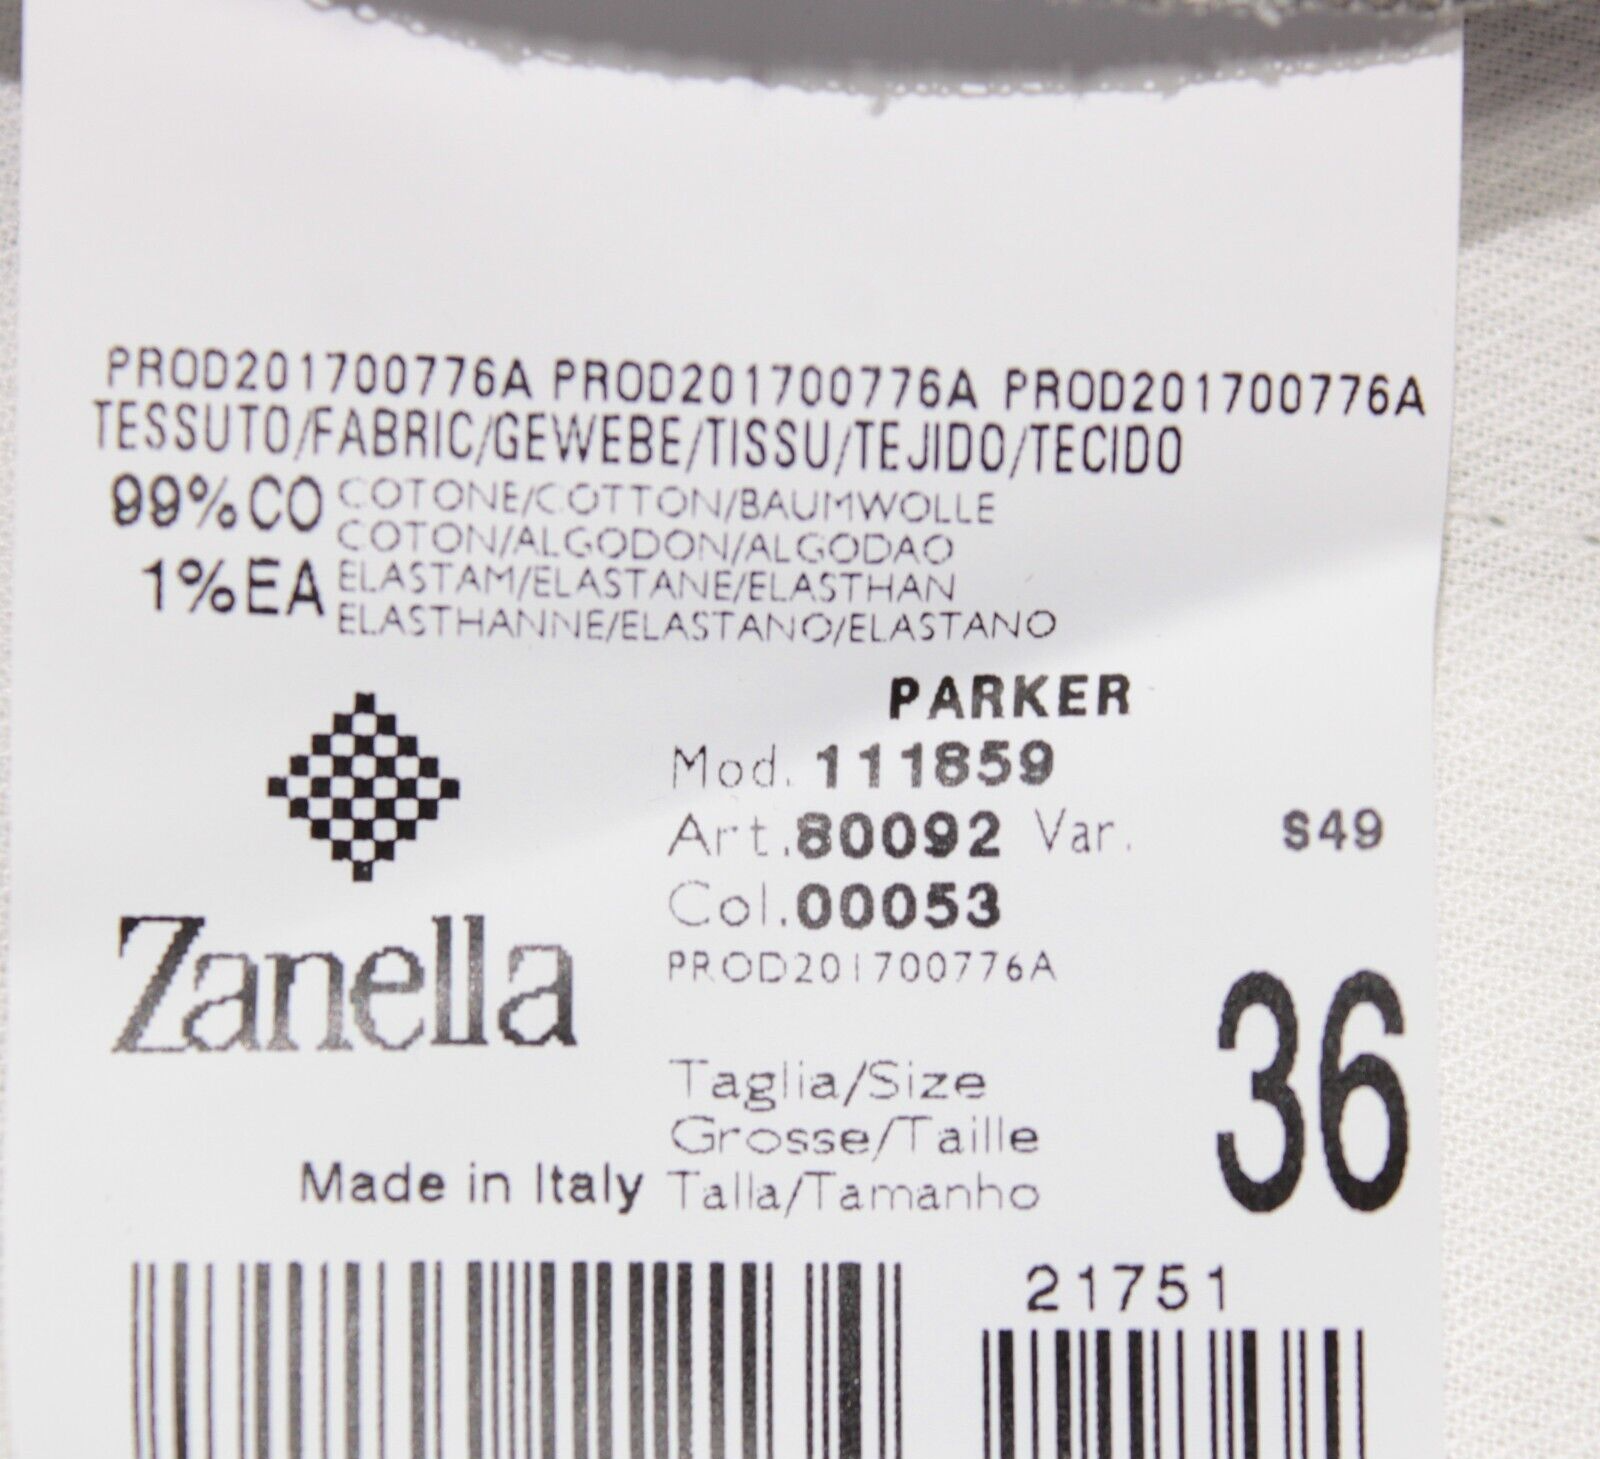 PROD201700776A PROD201700776A PROD201700776A
TESSUTO/FABRIC/GEWEBE/TISSU/TEJIDO/TECIDO
99%CO COTONE/COTTON/BAUMWOLLE
COTON/ALGODON/ALGODAO
1%EA ELASTAM/ELASTANE/ELASTHAN
ELASTHANNE/ELASTANO/ELASTANO
PARKER
Mod. 111859
Art.80092 Var. S49
Col.00053
PROD201700776A
Zanella
Made in Italy
Taglia/Size
Grosse/Taille
Talla/Tamanho
36
21751